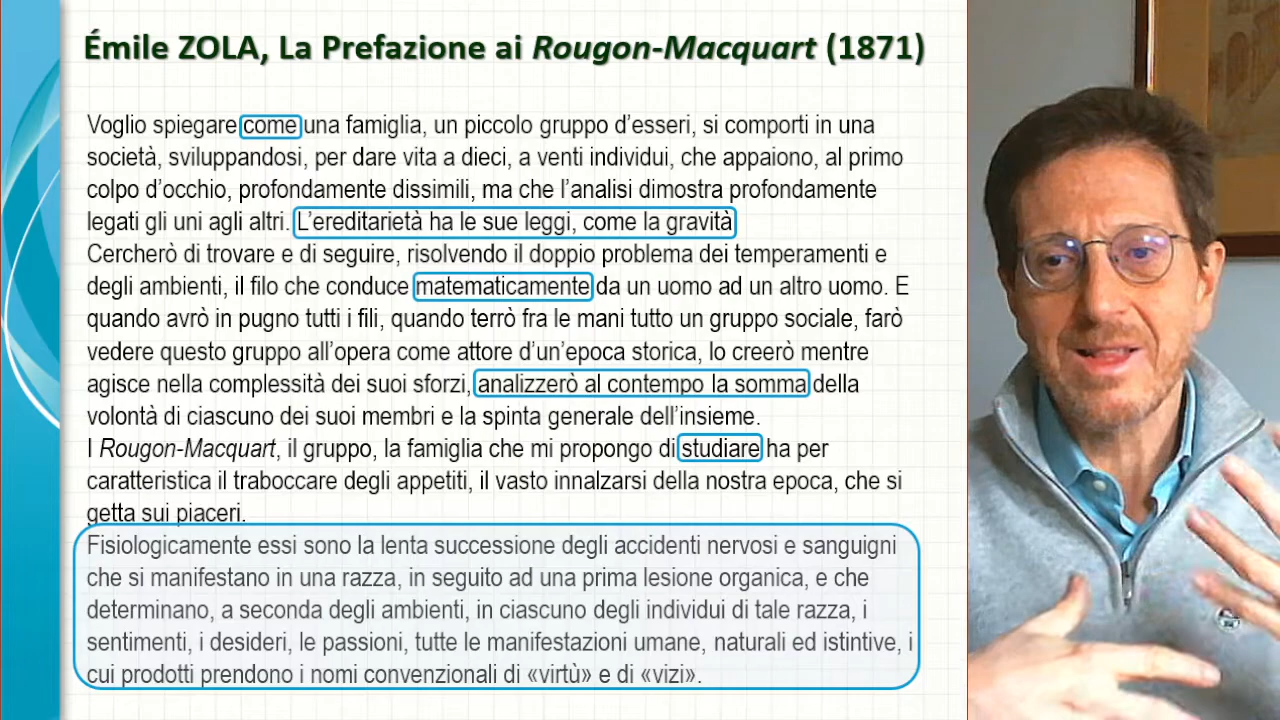 Émile ZOLA, La Prefazione ai Rougon-Macquart (1871)
Voglio spiegare come una famiglia, un piccolo gruppo d'esseri, si comporti in una
società, sviluppandosi, per dare vita a dieci, a venti individui, che appaiono, al primo
colpo d'occhio, profondamente dissimili, ma che l'analisi dimostra profondamente
legati gli uni agli altri. L'ereditarietà ha le sue leggi, come la gravità
Cercherò di trovare e di seguire, risolvendo il doppio problema dei temperamenti e
degli ambienti, il filo che conduce matematicamente da un uomo ad un altro uomo. E
quando avrò in pugno tutti i fili, quando terrò fra le mani tutto un gruppo sociale, farò
vedere questo gruppo all'opera come attore d'un'epoca storica, lo creerò mentre
agisce nella complessità dei suoi sforzi, analizzerò al contempo la somma della
volontà di ciascuno dei suoi membri e la spinta generale dell'insieme.
I Rougon-Macquart, il gruppo, la famiglia che mi propongo di studiare ha per
caratteristica il traboccare degli appetiti, il vasto innalzarsi della nostra epoca, che si
getta sui piaceri.
Fisiologicamente essi sono la lenta successione degli accidenti nervosi e sanguigni
che si manifestano in una razza, in seguito ad una prima lesione organica, e che
determinano, a seconda degli ambienti, in ciascuno degli individui di tale razza, i
sentimenti, i desideri, le passioni, tutte le manifestazioni umane, naturali ed istintive, i
cui prodotti prendono i nomi convenzionali di «virtù» e di «vizi».